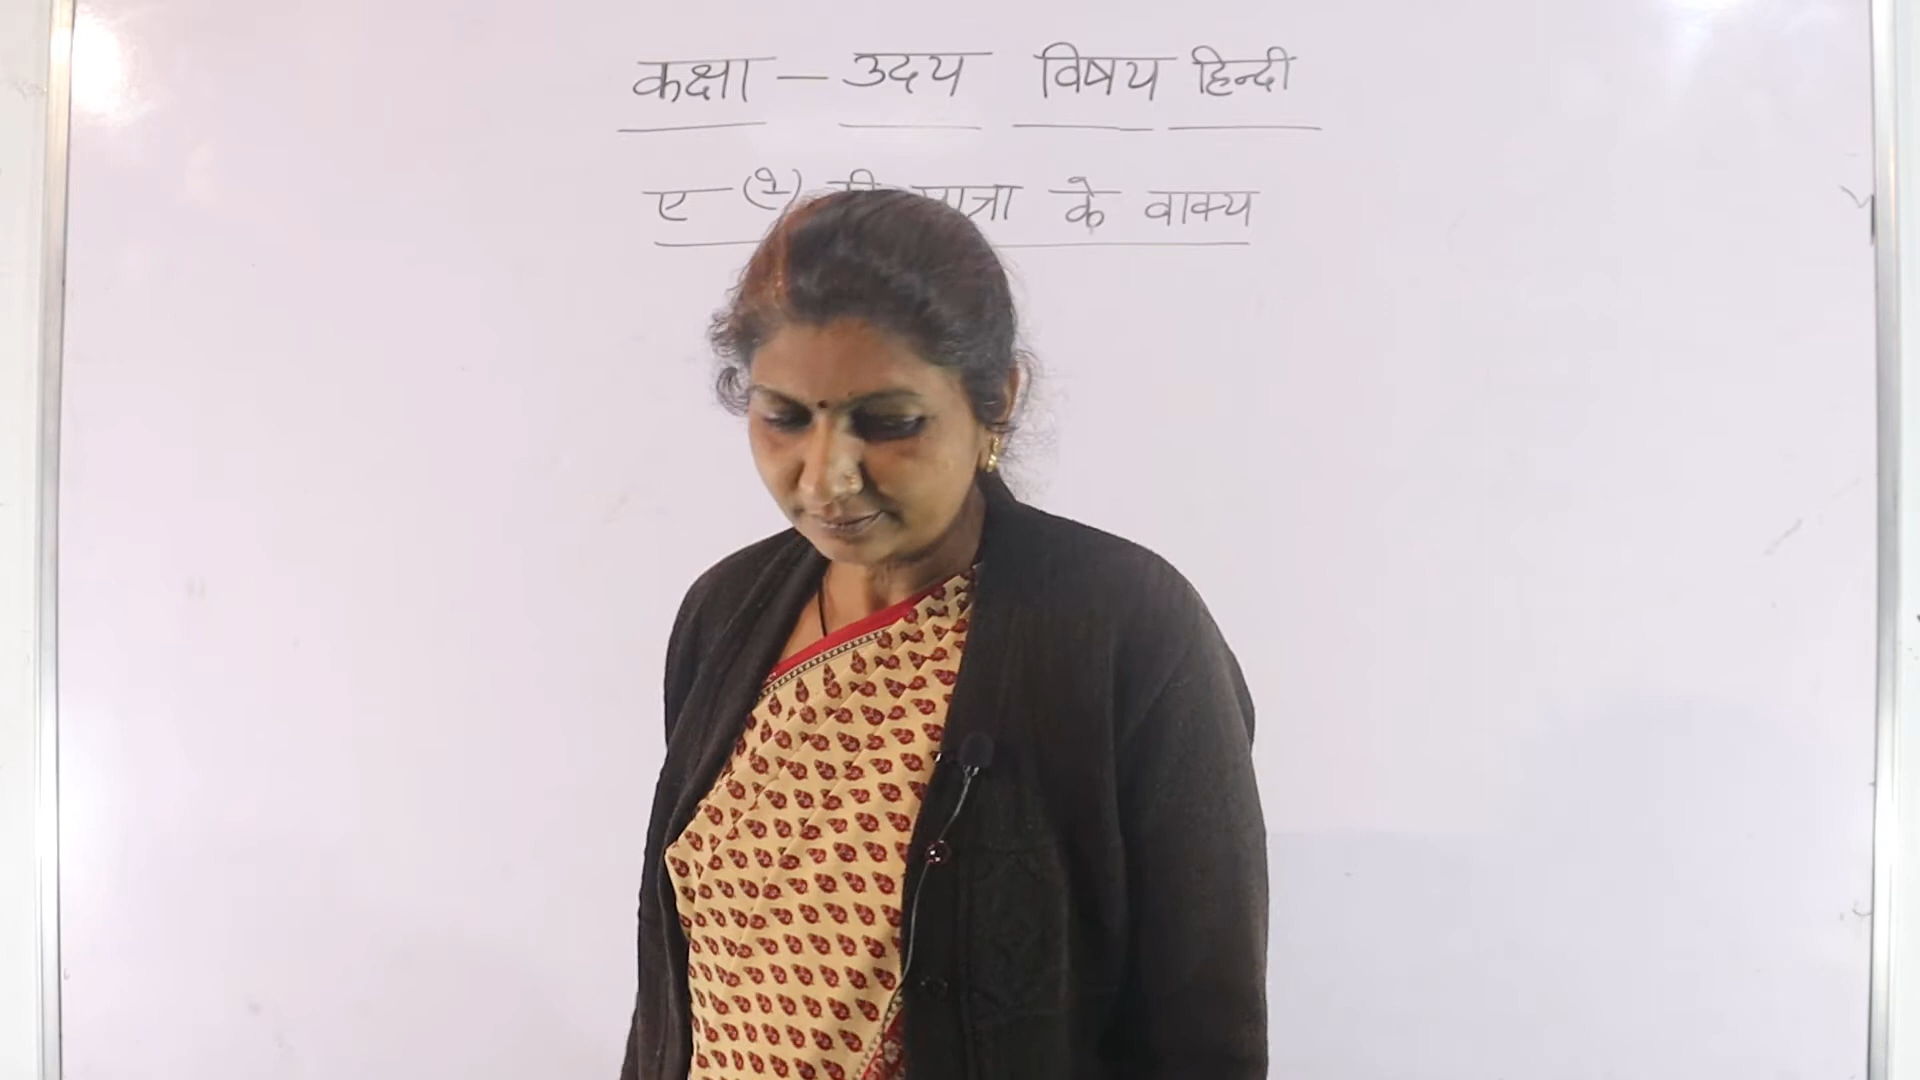 कक्षा — उदय विषय हिन्दी
ए (े) की मात्रा के वाक्य